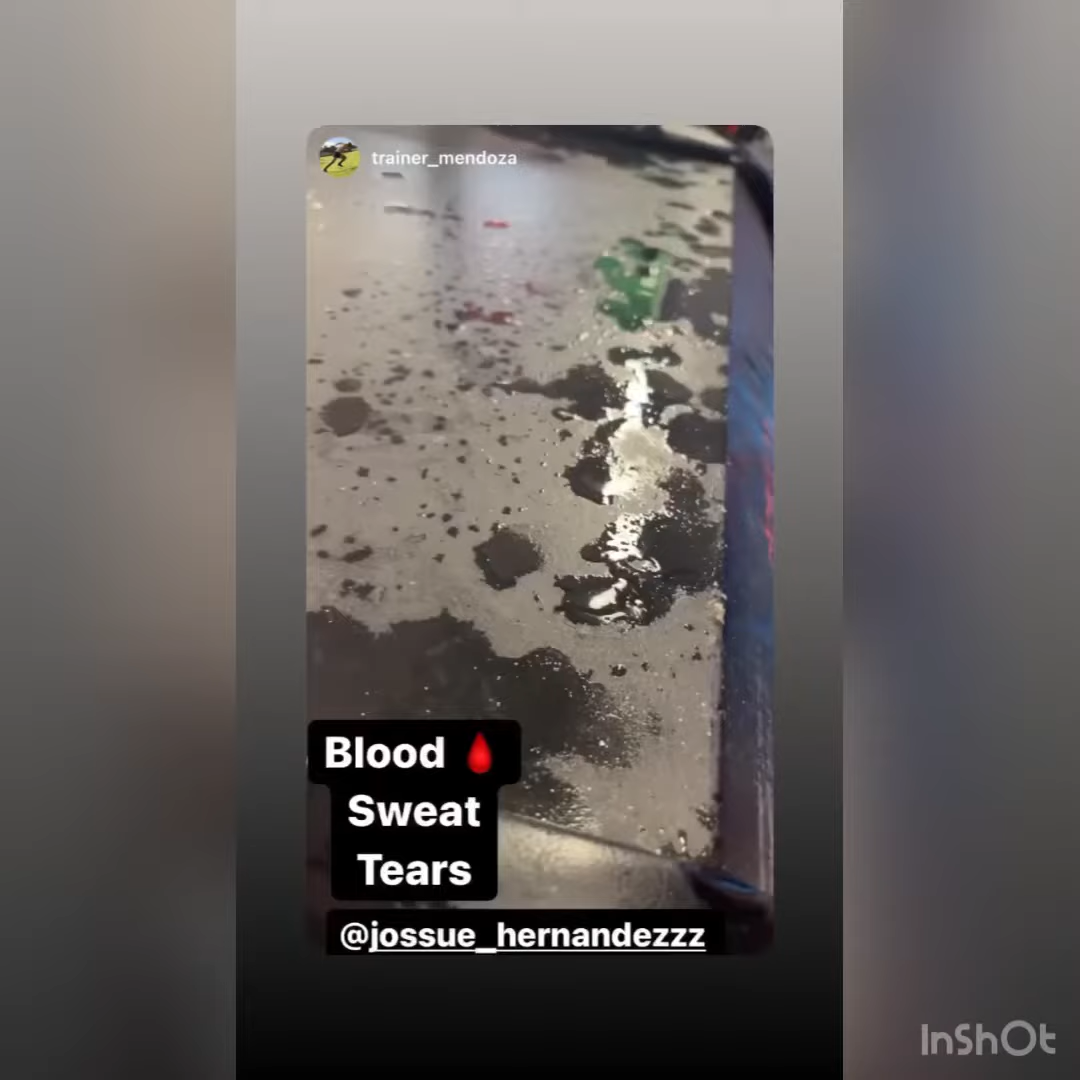 trainer_mendoza
Blood 🩸
Sweat
Tears
@jossue_hernandezzz
InShOt